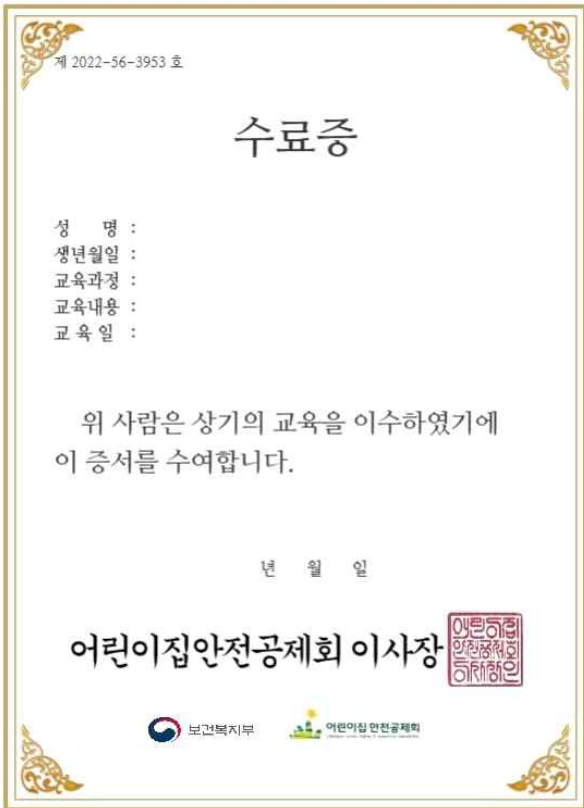 제 2022-56-3953 호
수료증
성 명 :
생년월일 :
교육과정 :
교육내용 :
교 육 일 :
위 사람은 상기의 교육을 이수하였기에
이 증서를 수여합니다.
년 월 일
어린이집안전공제회 이사장
보건복지부 어린이집 안전공제회